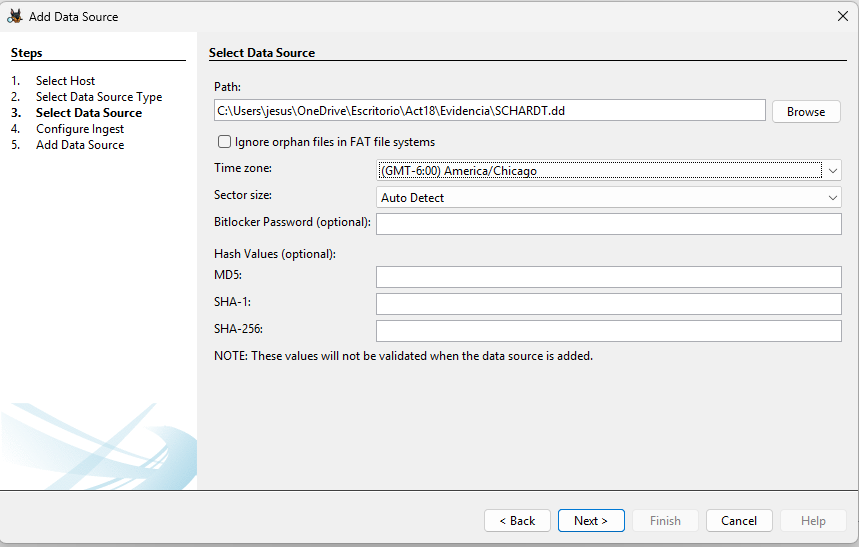 Add Data Source
Steps
1. Select Host
2. Select Data Source Type
3. Select Data Source
4. Configure Ingest
5. Add Data Source
Select Data Source
Path:
C:\Users\jesus\OneDrive\Escritorio\Act18\Evidencia\SCHARDT.dd
Browse
Ignore orphan files in FAT file systems
Time zone: (GMT-6:00) America/Chicago
Sector size: Auto Detect
Bitlocker Password (optional):
Hash Values (optional):
MD5:
SHA-1:
SHA-256:
NOTE: These values will not be validated when the data source is added.
< Back Next > Finish Cancel Help